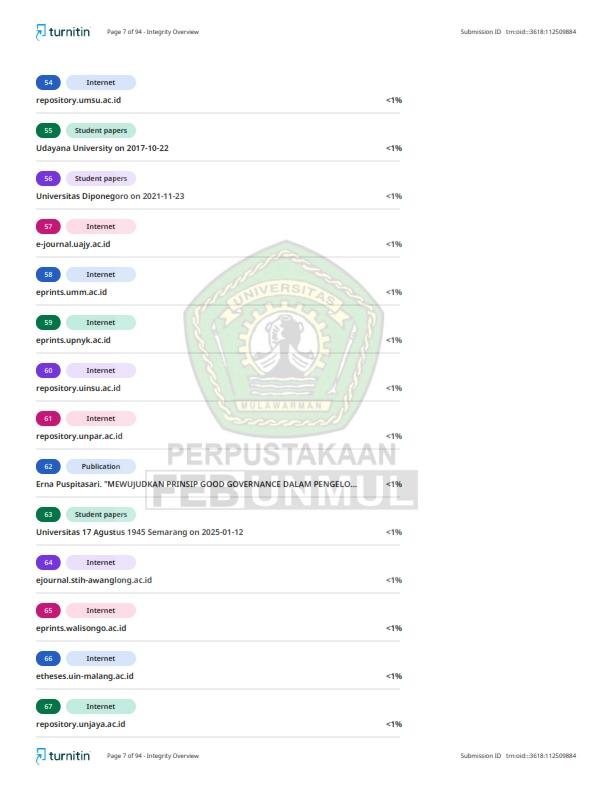 turnitin Page 7 of 94 - Integrity Overview Submission ID trn:oid:::3618:112509884
54 Internet
repository.umsu.ac.id <1%
55 Student papers
Udayana University on 2017-10-22 <1%
56 Student papers
Universitas Diponegoro on 2021-11-23 <1%
57 Internet
e-journal.uajy.ac.id <1%
58 Internet
eprints.umm.ac.id <1%
59 Internet
eprints.upnyk.ac.id <1%
60 Internet
repository.uinsu.ac.id <1%
61 Internet
repository.unpar.ac.id <1%
62 Publication
Erna Puspitasari. "MEWUJUDKAN PRINSIP GOOD GOVERNANCE DALAM PENGELO... <1%
63 Student papers
Universitas 17 Agustus 1945 Semarang on 2025-01-12 <1%
64 Internet
ejournal.stih-awanglong.ac.id <1%
65 Internet
eprints.walisongo.ac.id <1%
66 Internet
etheses.uin-malang.ac.id <1%
67 Internet
repository.unjaya.ac.id <1%
UNIVERSITAS
MULAWARMAN
PERPUSTAKAAN
FEB UNMUL
turnitin Page 7 of 94 - Integrity Overview Submission ID trn:oid:::3618:112509884